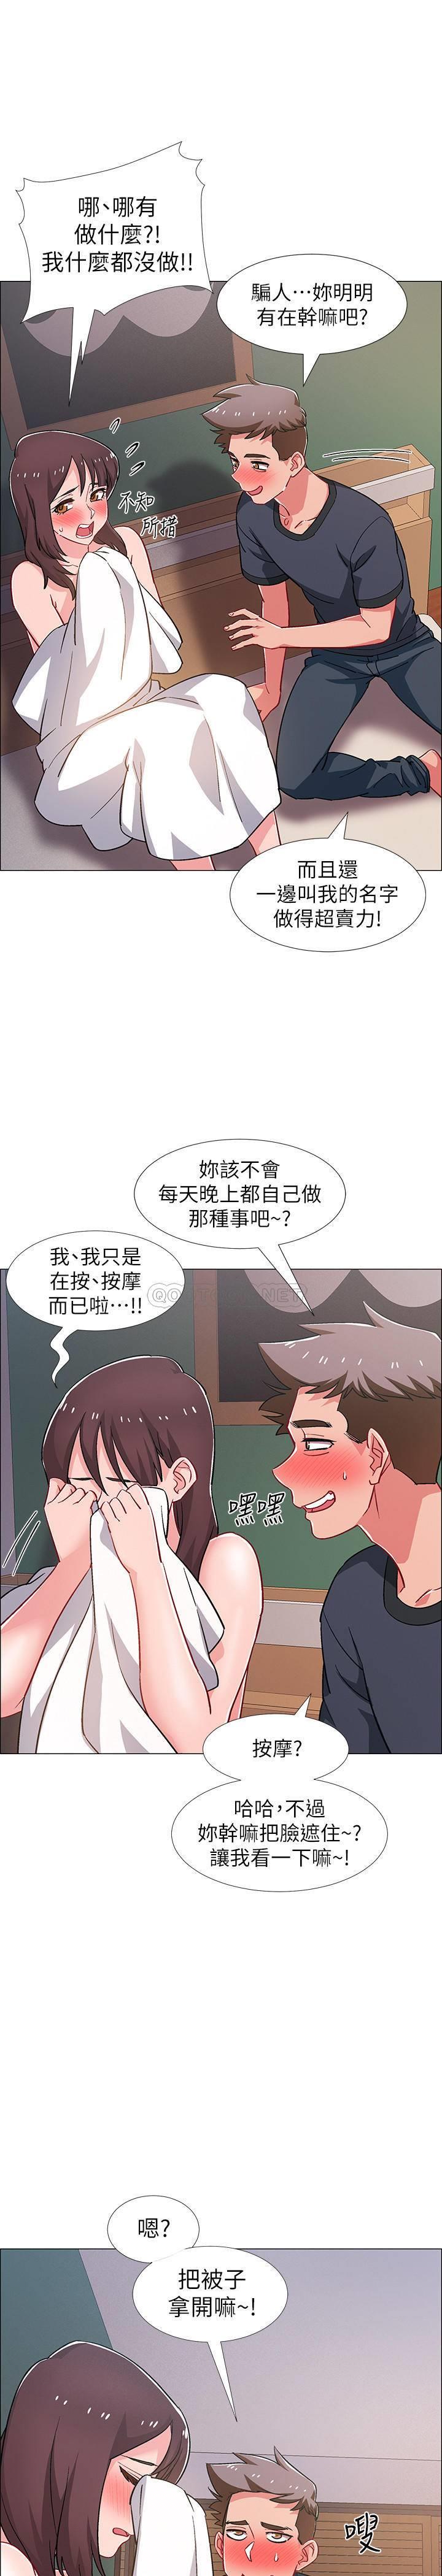 哪、哪有
做什麼?!
我什麼都沒做!!
騙人…妳明明
有在幹嘛吧?
不知
所措
而且還
一邊叫我的名字
做得超賣力!
妳該不會
每天晚上都自己做
那種事吧~?
我、我只是
在按、按摩
而已啦…!!
嘿嘿
按摩?
哈哈,不過
妳幹嘛把臉遮住~?
讓我看一下嘛~!
嗯?
把被子
拿開嘛~!
嗖